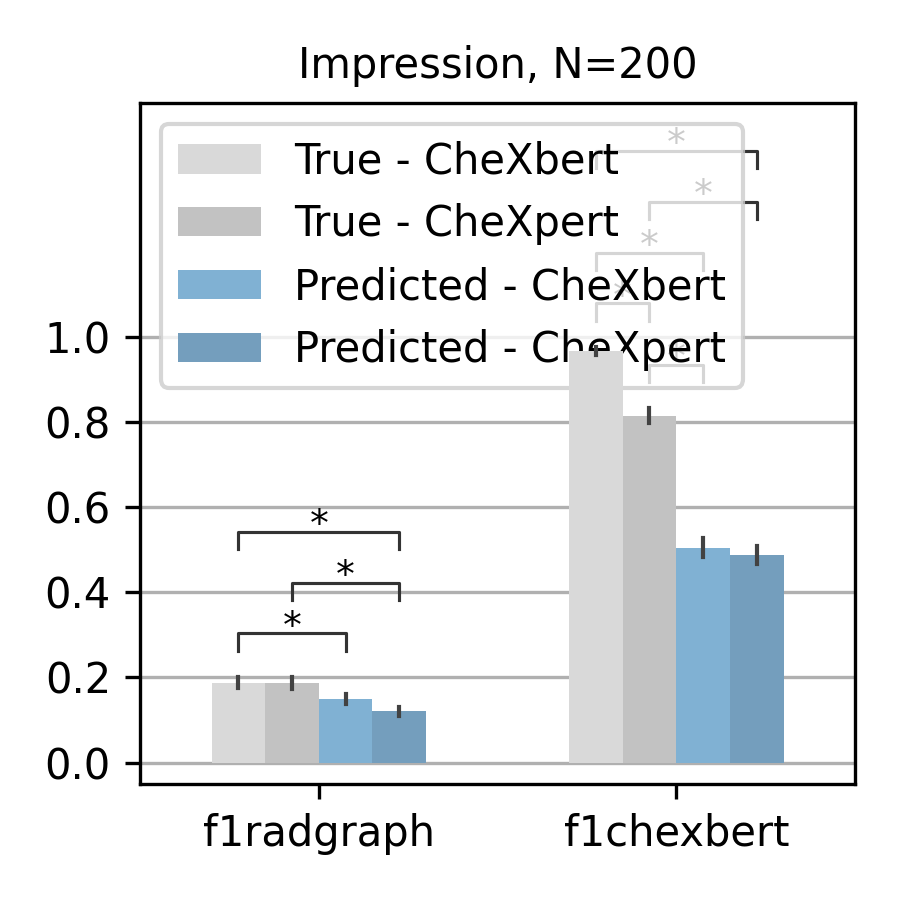 Impression, N=200
*
True - CheXbert
*
True - CheXpert
*
Predicted - CheXbert
*
Predicted - CheXpert
*
1.0
0.8
0.6
*
0.4
*
*
0.2
0.0
f1radgraph
f1chexbert